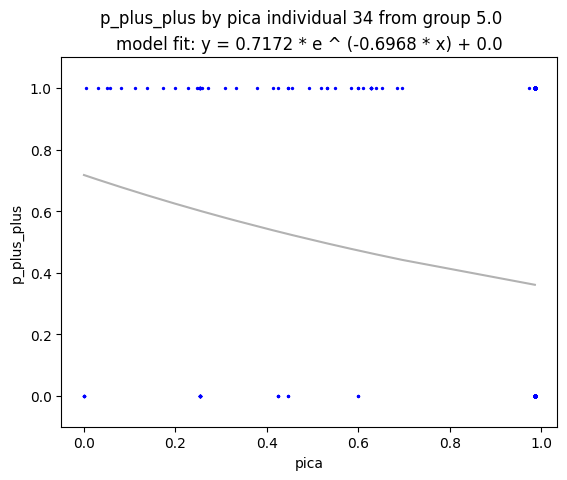 p_plus_plus by pica individual 34 from group 5.0
model fit: y = 0.7172 * e ^ (-0.6968 * x) + 0.0
p_plus_plus
1.0
0.8
0.6
0.4
0.2
0.0
0.0 0.2 0.4 0.6 0.8 1.0
pica